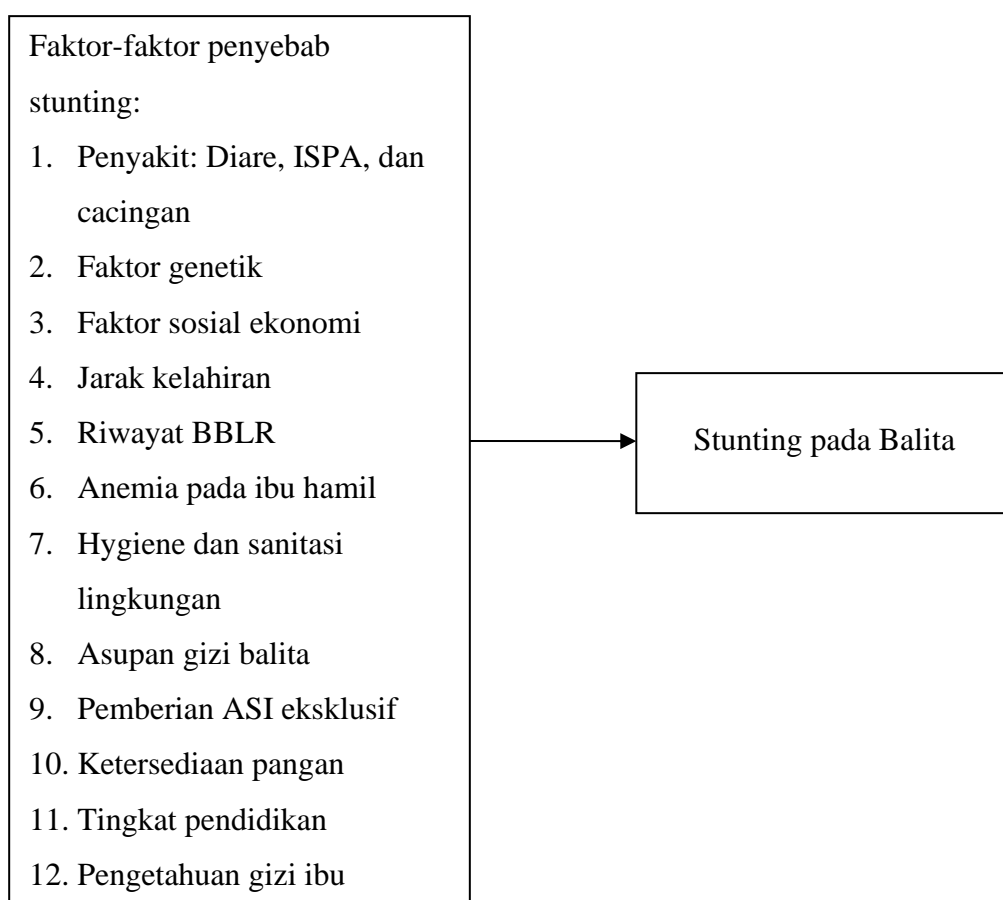 Faktor-faktor penyebab
stunting:
1. Penyakit: Diare, ISPA, dan
cacingan
2. Faktor genetik
3. Faktor sosial ekonomi
4. Jarak kelahiran
5. Riwayat BBLR
6. Anemia pada ibu hamil
7. Hygiene dan sanitasi
lingkungan
8. Asupan gizi balita
9. Pemberian ASI eksklusif
10. Ketersediaan pangan
11. Tingkat pendidikan
12. Pengetahuan gizi ibu
Stunting pada Balita